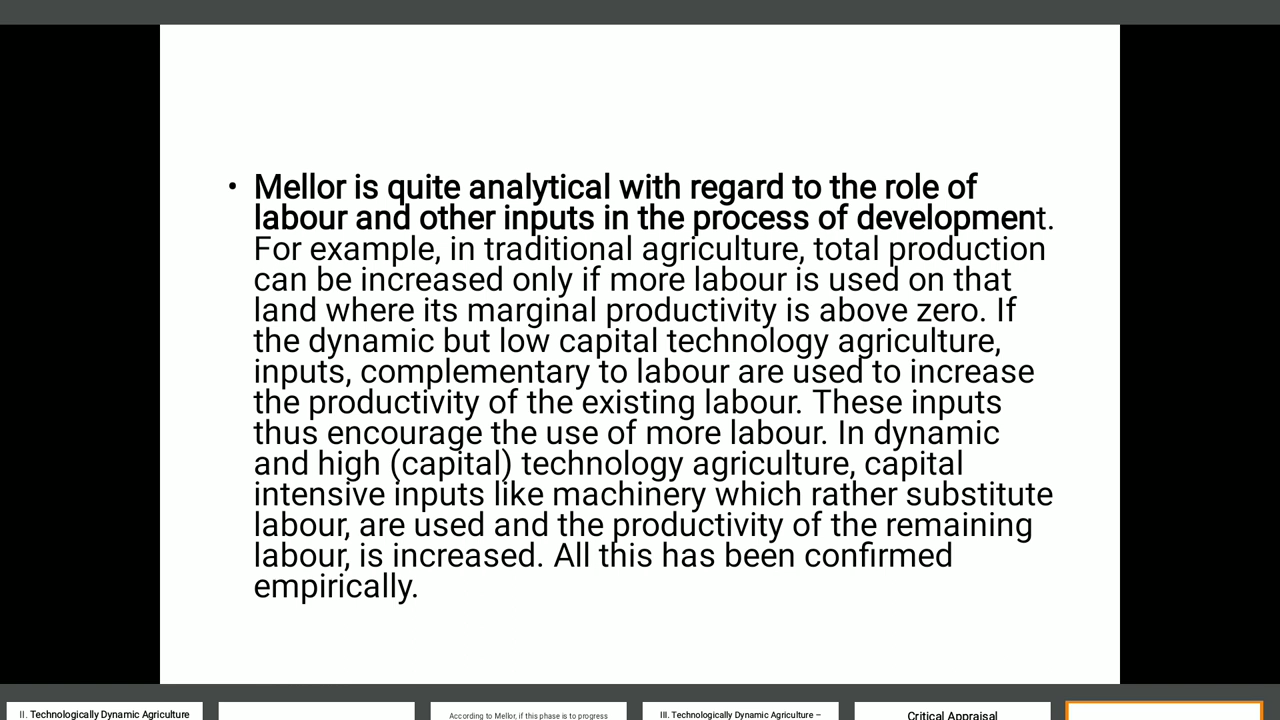 • Mellor is quite analytical with regard to the role of
labour and other inputs in the process of development.
For example, in traditional agriculture, total production
can be increased only if more labour is used on that
land where its marginal productivity is above zero. If
the dynamic but low capital technology agriculture,
inputs, complementary to labour are used to increase
the productivity of the existing labour. These inputs
thus encourage the use of more labour. In dynamic
and high (capital) technology agriculture, capital
intensive inputs like machinery which rather substitute
labour, are used and the productivity of the remaining
labour, is increased. All this has been confirmed
empirically.
II. Technologically Dynamic Agriculture
According to Mellor, if this phase is to progress
III. Technologically Dynamic Agriculture –
Critical Appraisal